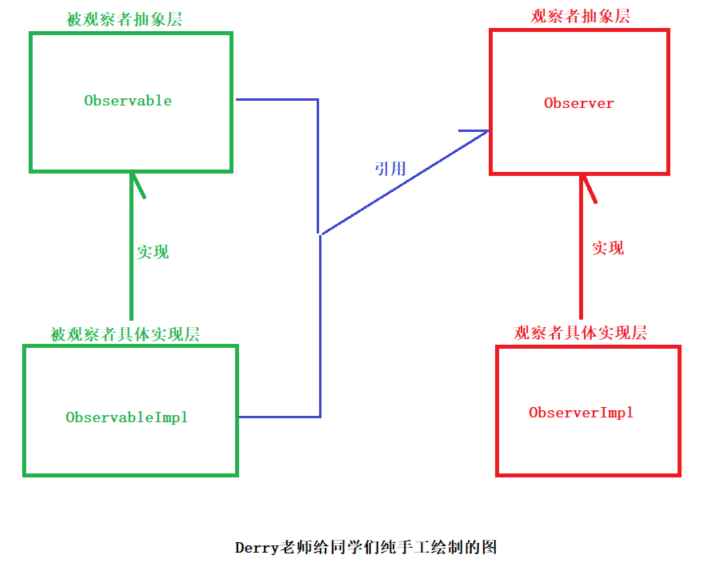 被观察者抽象层
观察者抽象层
Observable
Observer
引用
实现
实现
被观察者具体实现层
观察者具体实现层
ObservableImpl
ObserverImpl
Derry老师给同学们纯手工绘制的图